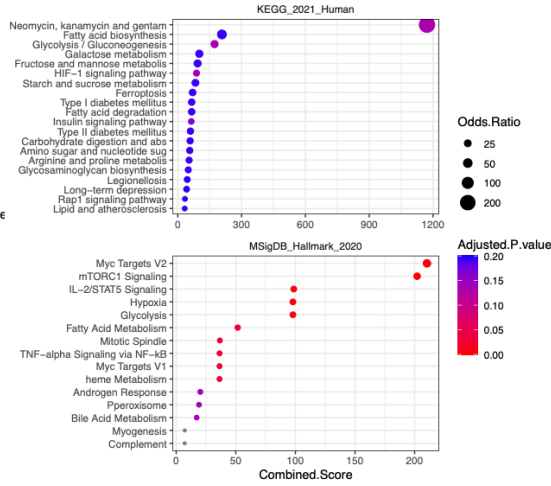 KEGG_2021_Human
Neomycin, kanamycin and gentam
Fatty acid biosynthesis
Glycolysis / Gluconeogenesis
Galactose metabolism
Fructose and mannose metabolis
HIF-1 signaling pathway
Starch and sucrose metabolism
Ferroptosis
Type I diabetes mellitus
Fatty acid degradation
Insulin signaling pathway
Type II diabetes mellitus
Carbohydrate digestion and abs
Amino sugar and nucleotide sug
Arginine and proline metabolis
Glycosaminoglycan biosynthesis
Legionellosis
Long-term depression
Rap1 signaling pathway
Lipid and atherosclerosis
0 300 600 900 1200
e
MSigDB_Hallmark_2020
Myc Targets V2
mTORC1 Signaling
IL-2/STAT5 Signaling
Hypoxia
Glycolysis
Fatty Acid Metabolism
Mitotic Spindle
TNF-alpha Signaling via NF-kB
Myc Targets V1
heme Metabolism
Androgen Response
Pperoxisome
Bile Acid Metabolism
Myogenesis
Complement
0 50 100 150 200
Combined.Score
Odds.Ratio
25
50
100
200
Adjusted.P.value
0.20
0.15
0.10
0.05
0.00